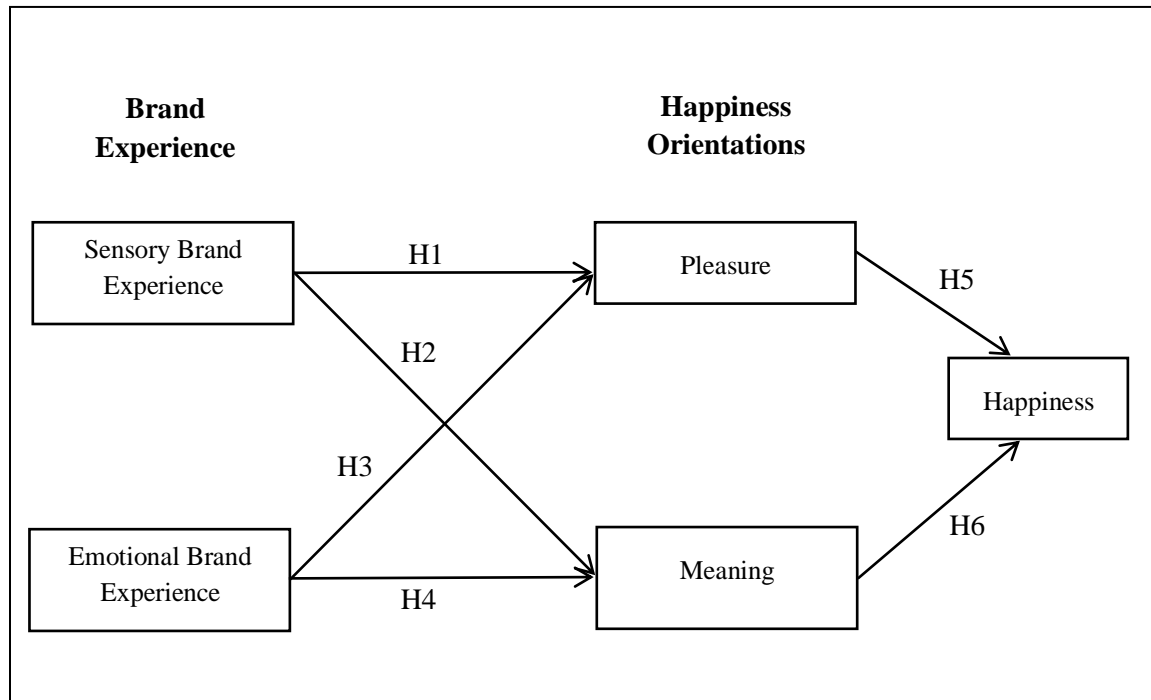 Brand
Experience
Happiness
Orientations
Sensory Brand
Experience
H1
Pleasure
H5
H2
Happiness
H3
H6
Emotional Brand
Experience
H4
Meaning